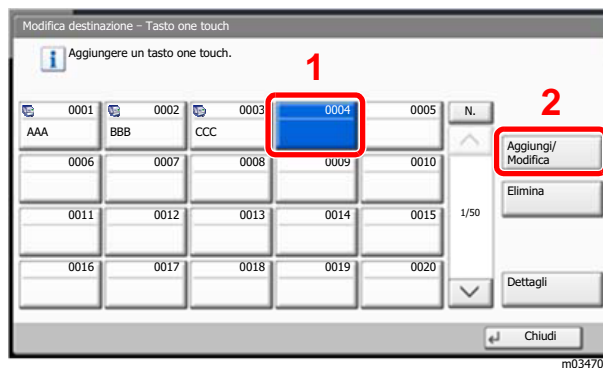 Modifica destinazione – Tasto one touch
Aggiungere un tasto one touch.
1
0001 0002 0003 0004 0005 N.
AAA BBB CCC
2
Aggiungi/
Modifica
0006 0007 0008 0009 0010
Elimina
0011 0012 0013 0014 0015 1/50
0016 0017 0018 0019 0020
Dettagli
Chiudi
m03470